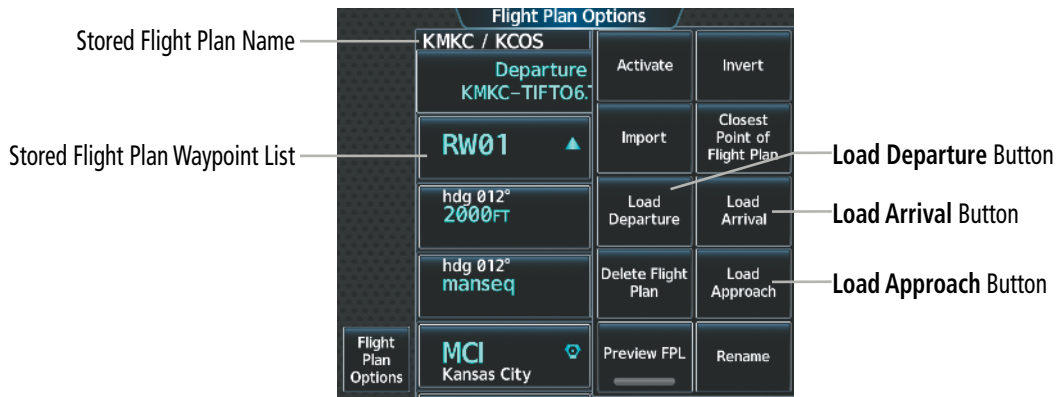 Flight Plan Options
Stored Flight Plan Name
KMKC / KCOS
Departure
KMKC-TIFTO6.
Activate
Invert
Stored Flight Plan Waypoint List
RW01
Import
Closest
Point of
Flight Plan
Load Departure Button
hdg 012°
2000FT
Load
Departure
Load
Arrival
Load Arrival Button
hdg 012°
manseq
Delete Flight
Plan
Load
Approach
Load Approach Button
Flight
Plan
Options
MCI
Kansas City
Preview FPL
Rename